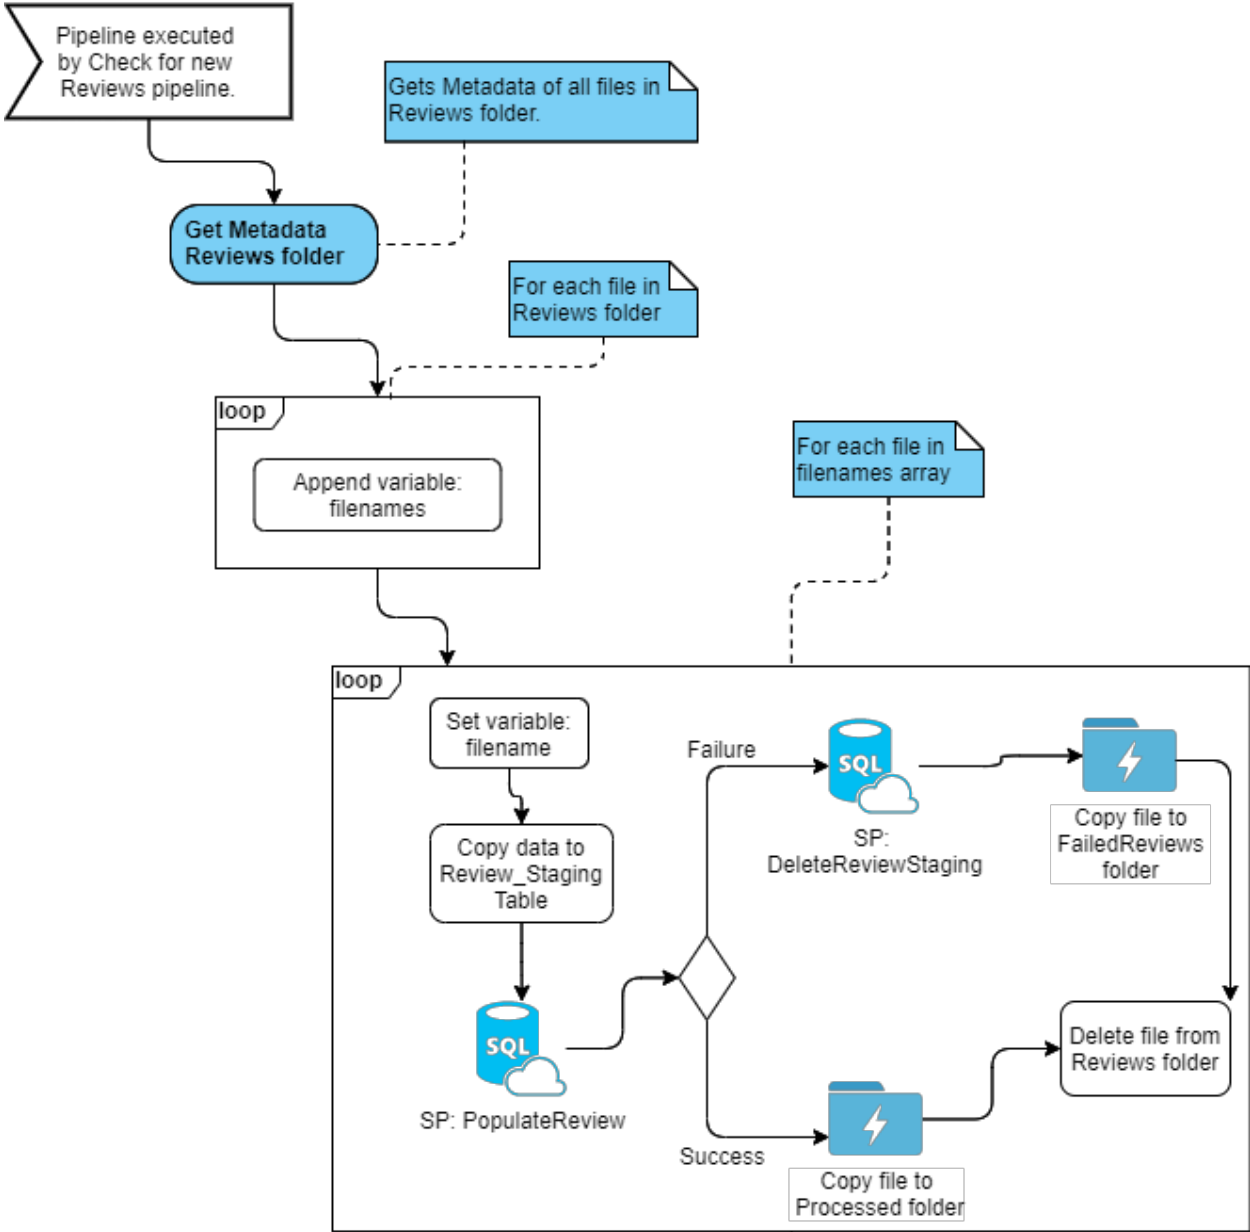 Pipeline executed
by Check for new
Reviews pipeline.
Gets Metadata of all files in
Reviews folder.
Get Metadata
Reviews folder
For each file in
Reviews folder
loop
Append variable:
filenames
For each file in
filenames array
loop
Set variable:
filename
Copy data to
Review_Staging
Table
SQL
SP: PopulateReview
Failure
SQL
SP:
DeleteReviewStaging
Copy file to
FailedReviews
folder
Success
Copy file to
Processed folder
Delete file from
Reviews folder